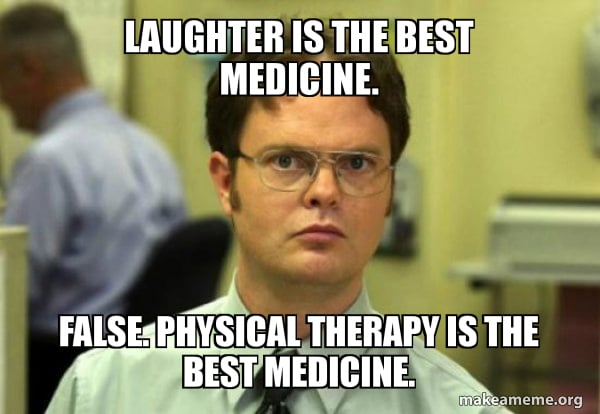 LAUGHTER IS THE BEST
MEDICINE.
FALSE. PHYSICAL THERAPY IS THE
BEST MEDICINE.
makeameme.org